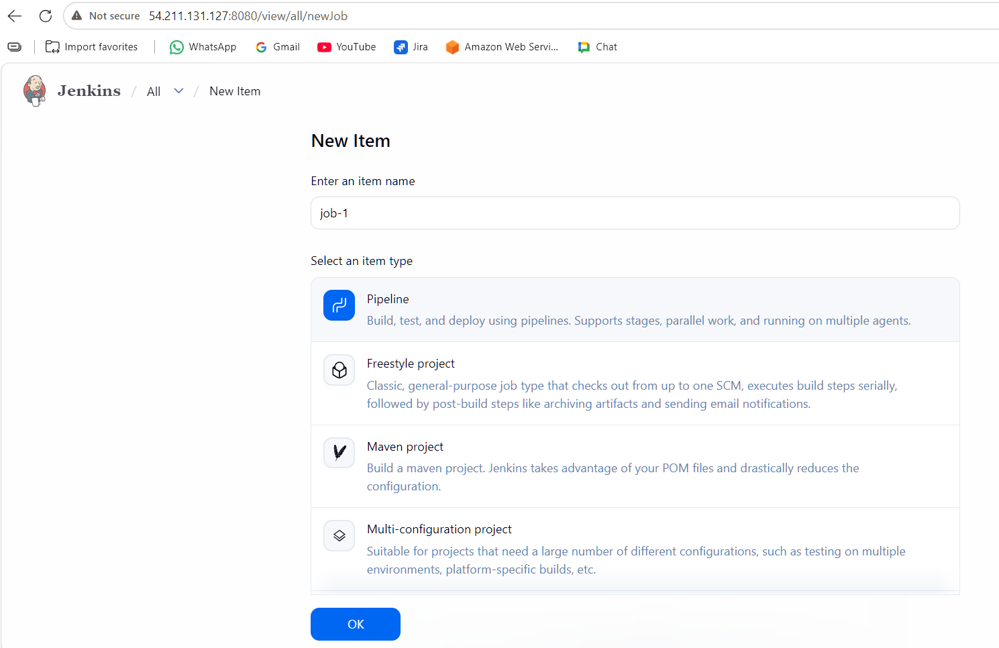 Not secure 54.211.131.127:8080/view/all/newJob
Import favorites WhatsApp Gmail YouTube Jira Amazon Web Servi... Chat
Jenkins / All / New Item
New Item
Enter an item name
job-1
Select an item type
Pipeline
Build, test, and deploy using pipelines. Supports stages, parallel work, and running on multiple agents.
Freestyle project
Classic, general-purpose job type that checks out from up to one SCM, executes build steps serially,
followed by post-build steps like archiving artifacts and sending email notifications.
Maven project
Build a maven project. Jenkins takes advantage of your POM files and drastically reduces the
configuration.
Multi-configuration project
Suitable for projects that need a large number of different configurations, such as testing on multiple
environments, platform-specific builds, etc.
OK